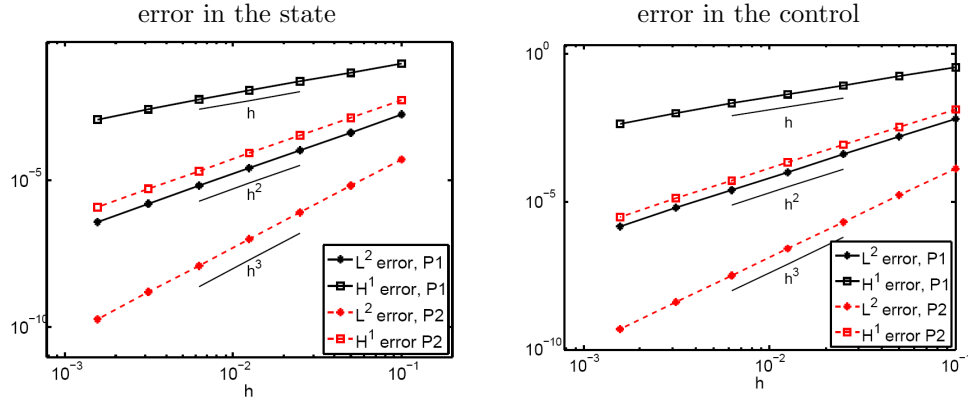 error in the state
10^-5
10^-10
10^-3
10^-2
10^-1
h
h
h^2
h^3
L^2 error, P1
H^1 error, P1
L^2 error, P2
H^1 error P2
error in the control
10^0
10^-5
10^-10
10^-3
10^-2
10^-1
h
h
h^2
h^3
L^2 error, P1
H^1 error, P1
L^2 error, P2
H^1 error P2